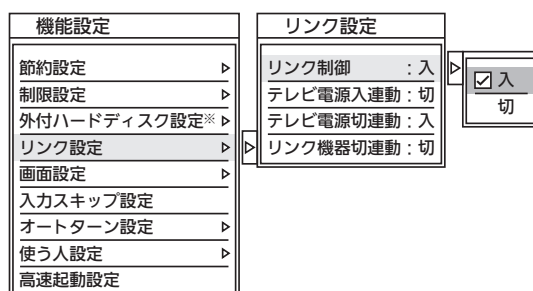 機能設定
節約設定
制限設定
外付ハードディスク設定※
リンク設定
画面設定
入力スキップ設定
オートターン設定
使う人設定
高速起動設定
リンク設定
リンク制御 : 入
テレビ電源入連動 : 切
テレビ電源切連動 : 入
リンク機器切連動 : 切
入
切